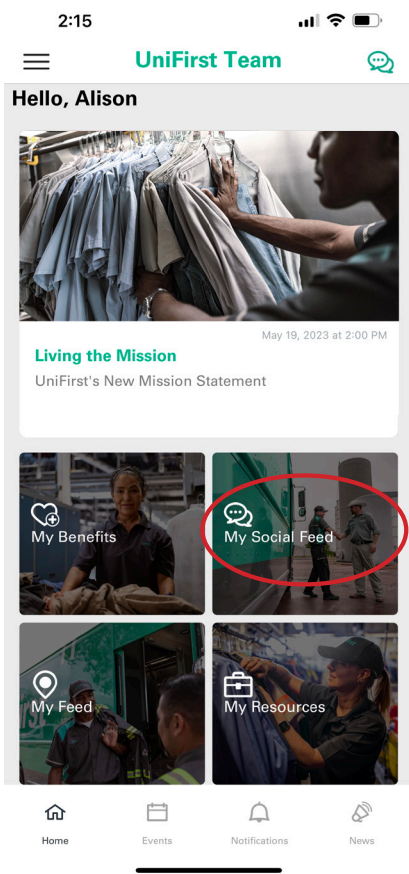 2:15
UniFirst Team
Hello, Alison
May 19, 2023 at 2:00 PM
Living the Mission
UniFirst's New Mission Statement
My Benefits
My Social Feed
My Feed
My Resources
Home
Events
Notifications
News